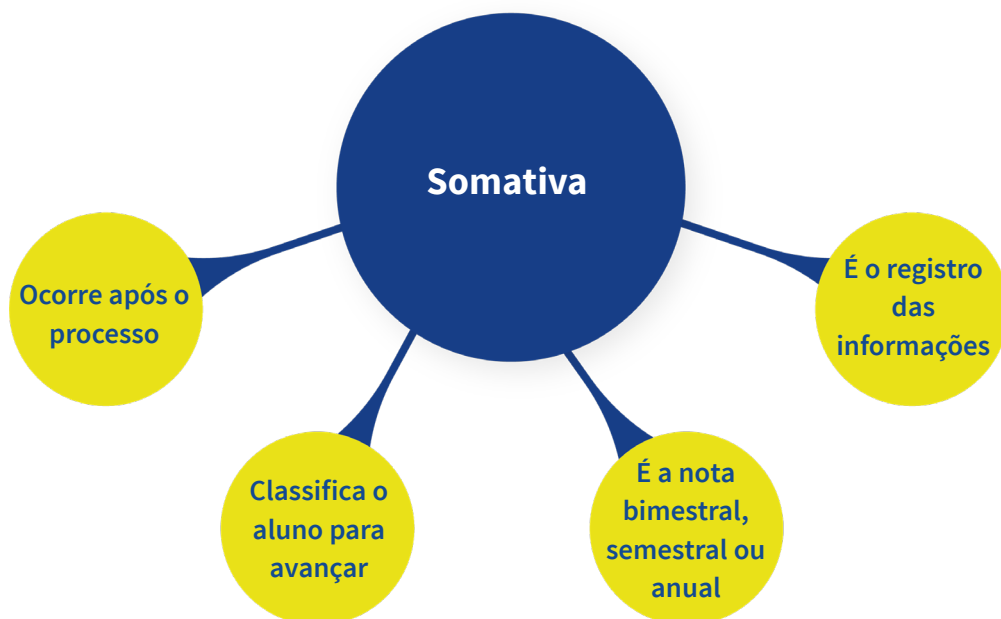 Somativa
Ocorre após o
processo
Classifica o
aluno para
avançar
É a nota
bimestral,
semestral ou
anual
É o registro
das
informações